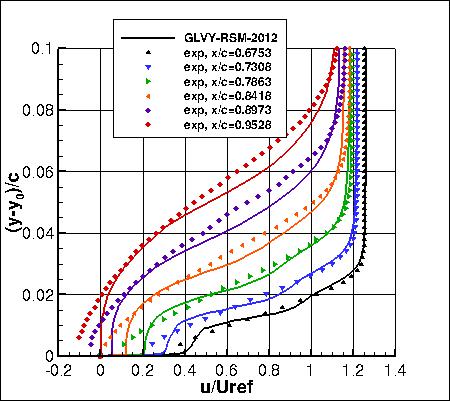 GLVY-RSM-2012
exp, x/c=0.6753
exp, x/c=0.7308
exp, x/c=0.7863
exp, x/c=0.8418
exp, x/c=0.8973
exp, x/c=0.9528
0.1
0.08
0.06
0.04
0.02
0
(y-y0)/c
-0.2 0 0.2 0.4 0.6 0.8 1 1.2 1.4
u/Uref